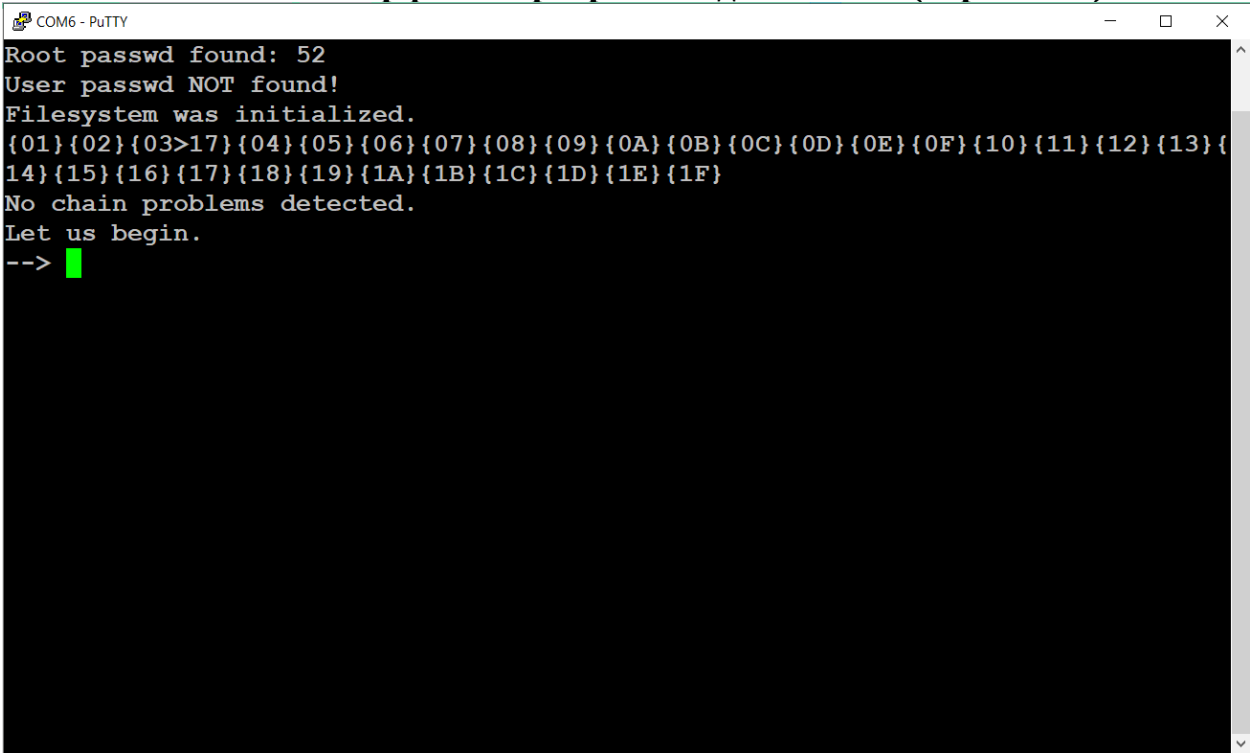 COM6 - PuTTY
Root passwd found: 52
User passwd NOT found!
Filesystem was initialized.
{01}{02}{03>17}{04}{05}{06}{07}{08}{09}{0A}{0B}{0C}{0D}{0E}{0F}{10}{11}{12}{13}{
14}{15}{16}{17}{18}{19}{1A}{1B}{1C}{1D}{1E}{1F}
No chain problems detected.
Let us begin.
-->